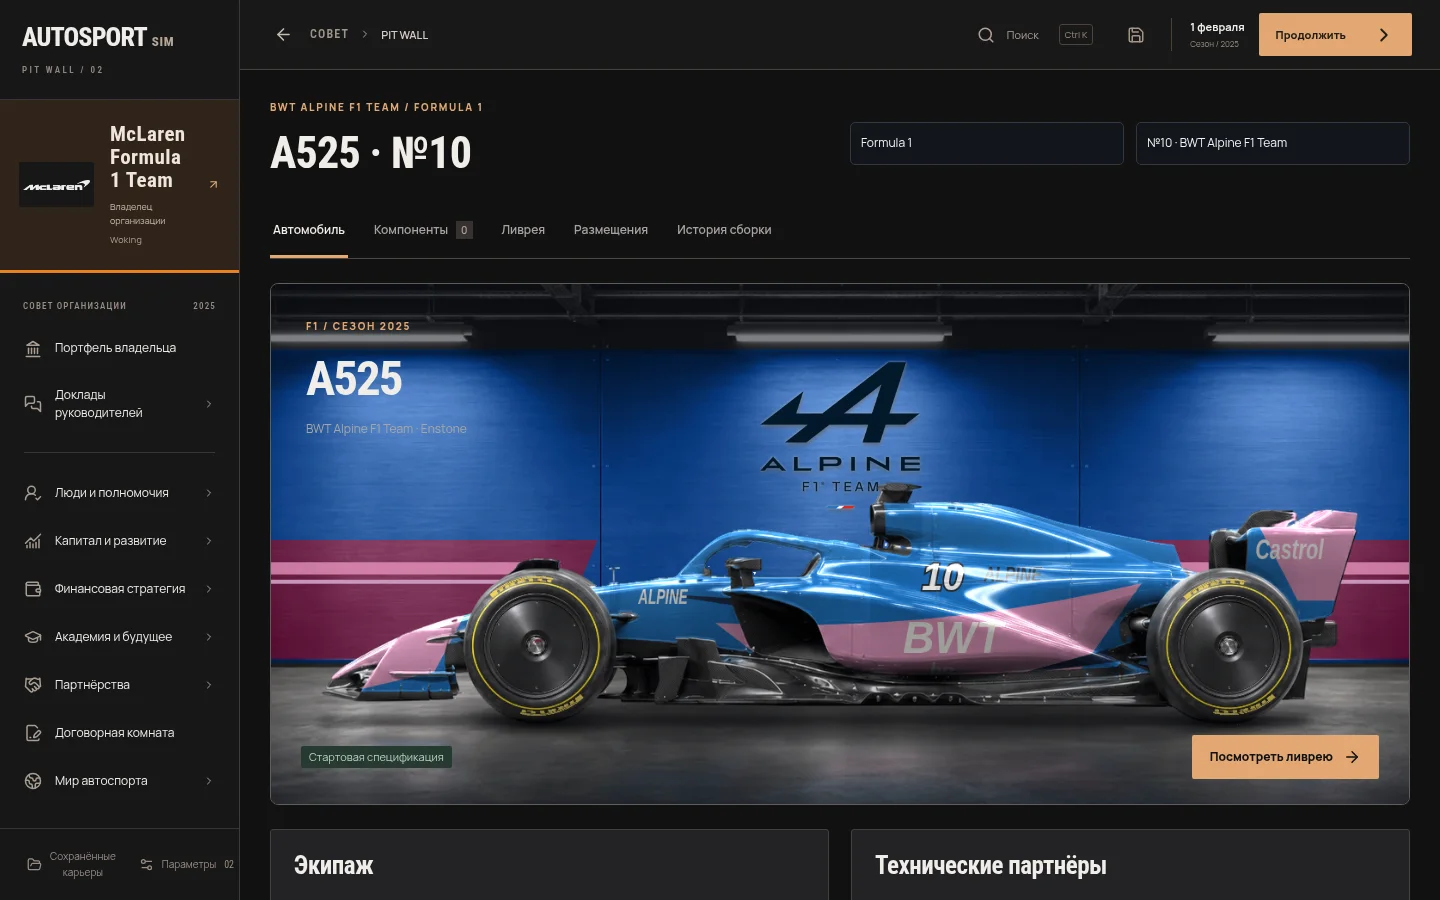 AUTOSPORT SIM
PIT WALL / 02
McLaren
McLaren
Formula
1 Team
Владелец
организации
Woking
СОВЕТ ОРГАНИЗАЦИИ 2025
Портфель владельца
Доклады
руководителей
Люди и полномочия
Капитал и развитие
Финансовая стратегия
Академия и будущее
Партнёрства
Договорная комната
Мир автоспорта
Сохранённые
карьеры
Параметры 02
СОВЕТ PIT WALL
Поиск Ctrl K
1 февраля
Сезон / 2025
Продолжить
BWT ALPINE F1 TEAM / FORMULA 1
A525 · №10
Formula 1
№10 · BWT Alpine F1 Team
Автомобиль Компоненты 0 Ливрея Размещения История сборки
F1 / СЕЗОН 2025
A525
BWT Alpine F1 Team · Enstone
ALPINE
F1 TEAM
Castrol
10 ALPINE
ALPINE
BWT
Стартовая спецификация
Посмотреть ливрею
Экипаж
Технические партнёры